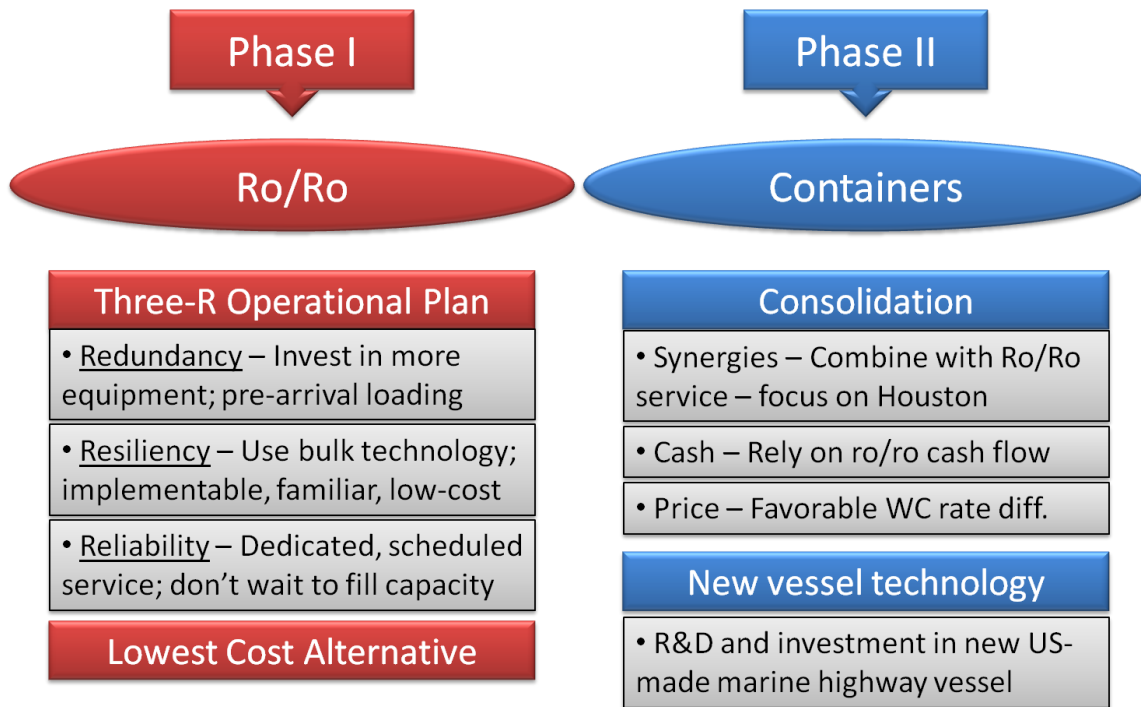 Phase I
Ro/Ro
Three-R Operational Plan
• Redundancy – Invest in more
equipment; pre-arrival loading
• Resiliency – Use bulk technology;
implementable, familiar, low-cost
• Reliability – Dedicated, scheduled
service; don’t wait to fill capacity
Lowest Cost Alternative
Phase II
Containers
Consolidation
• Synergies – Combine with Ro/Ro
service – focus on Houston
• Cash – Rely on ro/ro cash flow
• Price – Favorable WC rate diff.
New vessel technology
• R&D and investment in new US-
made marine highway vessel